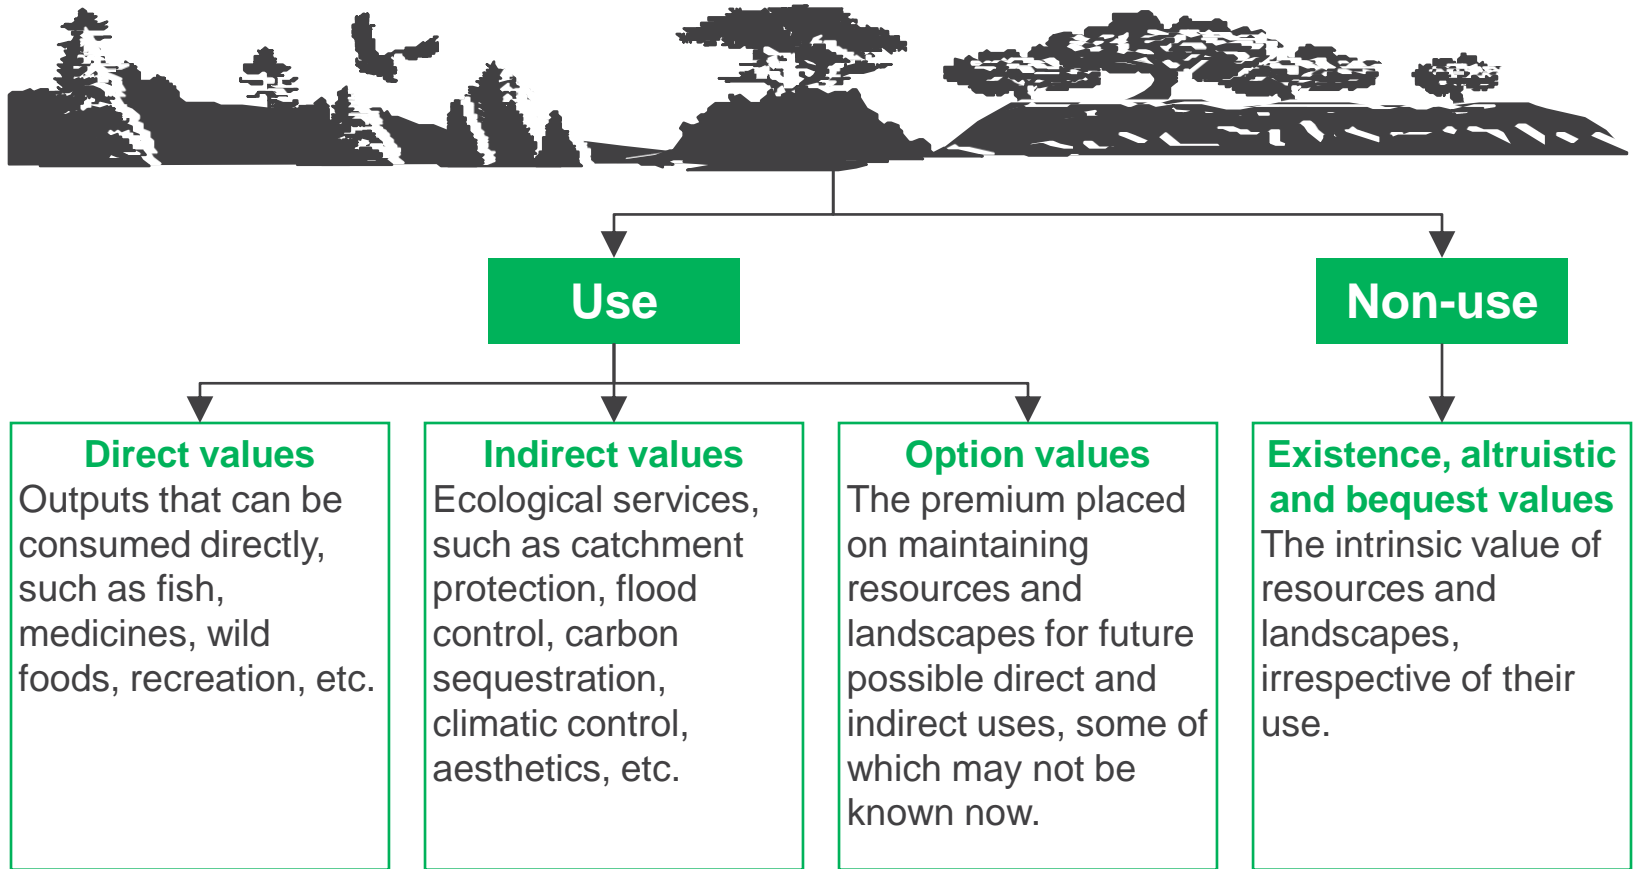 Use
Non-use
Direct values
Outputs that can be
consumed directly,
such as fish,
medicines, wild
foods, recreation, etc.
Indirect values
Ecological services,
such as catchment
protection, flood
control, carbon
sequestration,
climatic control,
aesthetics, etc.
Option values
The premium placed
on maintaining
resources and
landscapes for future
possible direct and
indirect uses, some of
which may not be
known now.
Existence, altruistic
and bequest values
The intrinsic value of
resources and
landscapes,
irrespective of their
use.